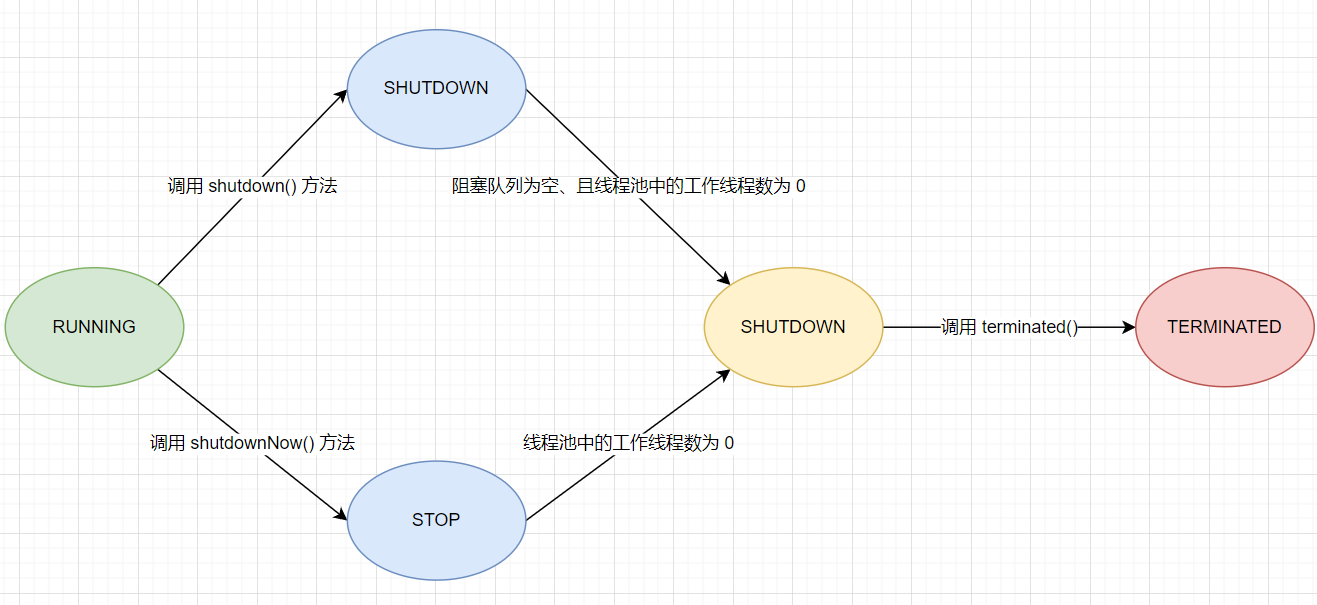 SHUTDOWN
调用 shutdown() 方法
阻塞队列为空、且线程池中的工作线程数为 0
RUNNING
SHUTDOWN
调用 terminated()
TERMINATED
调用 shutdownNow() 方法
线程池中的工作线程数为 0
STOP